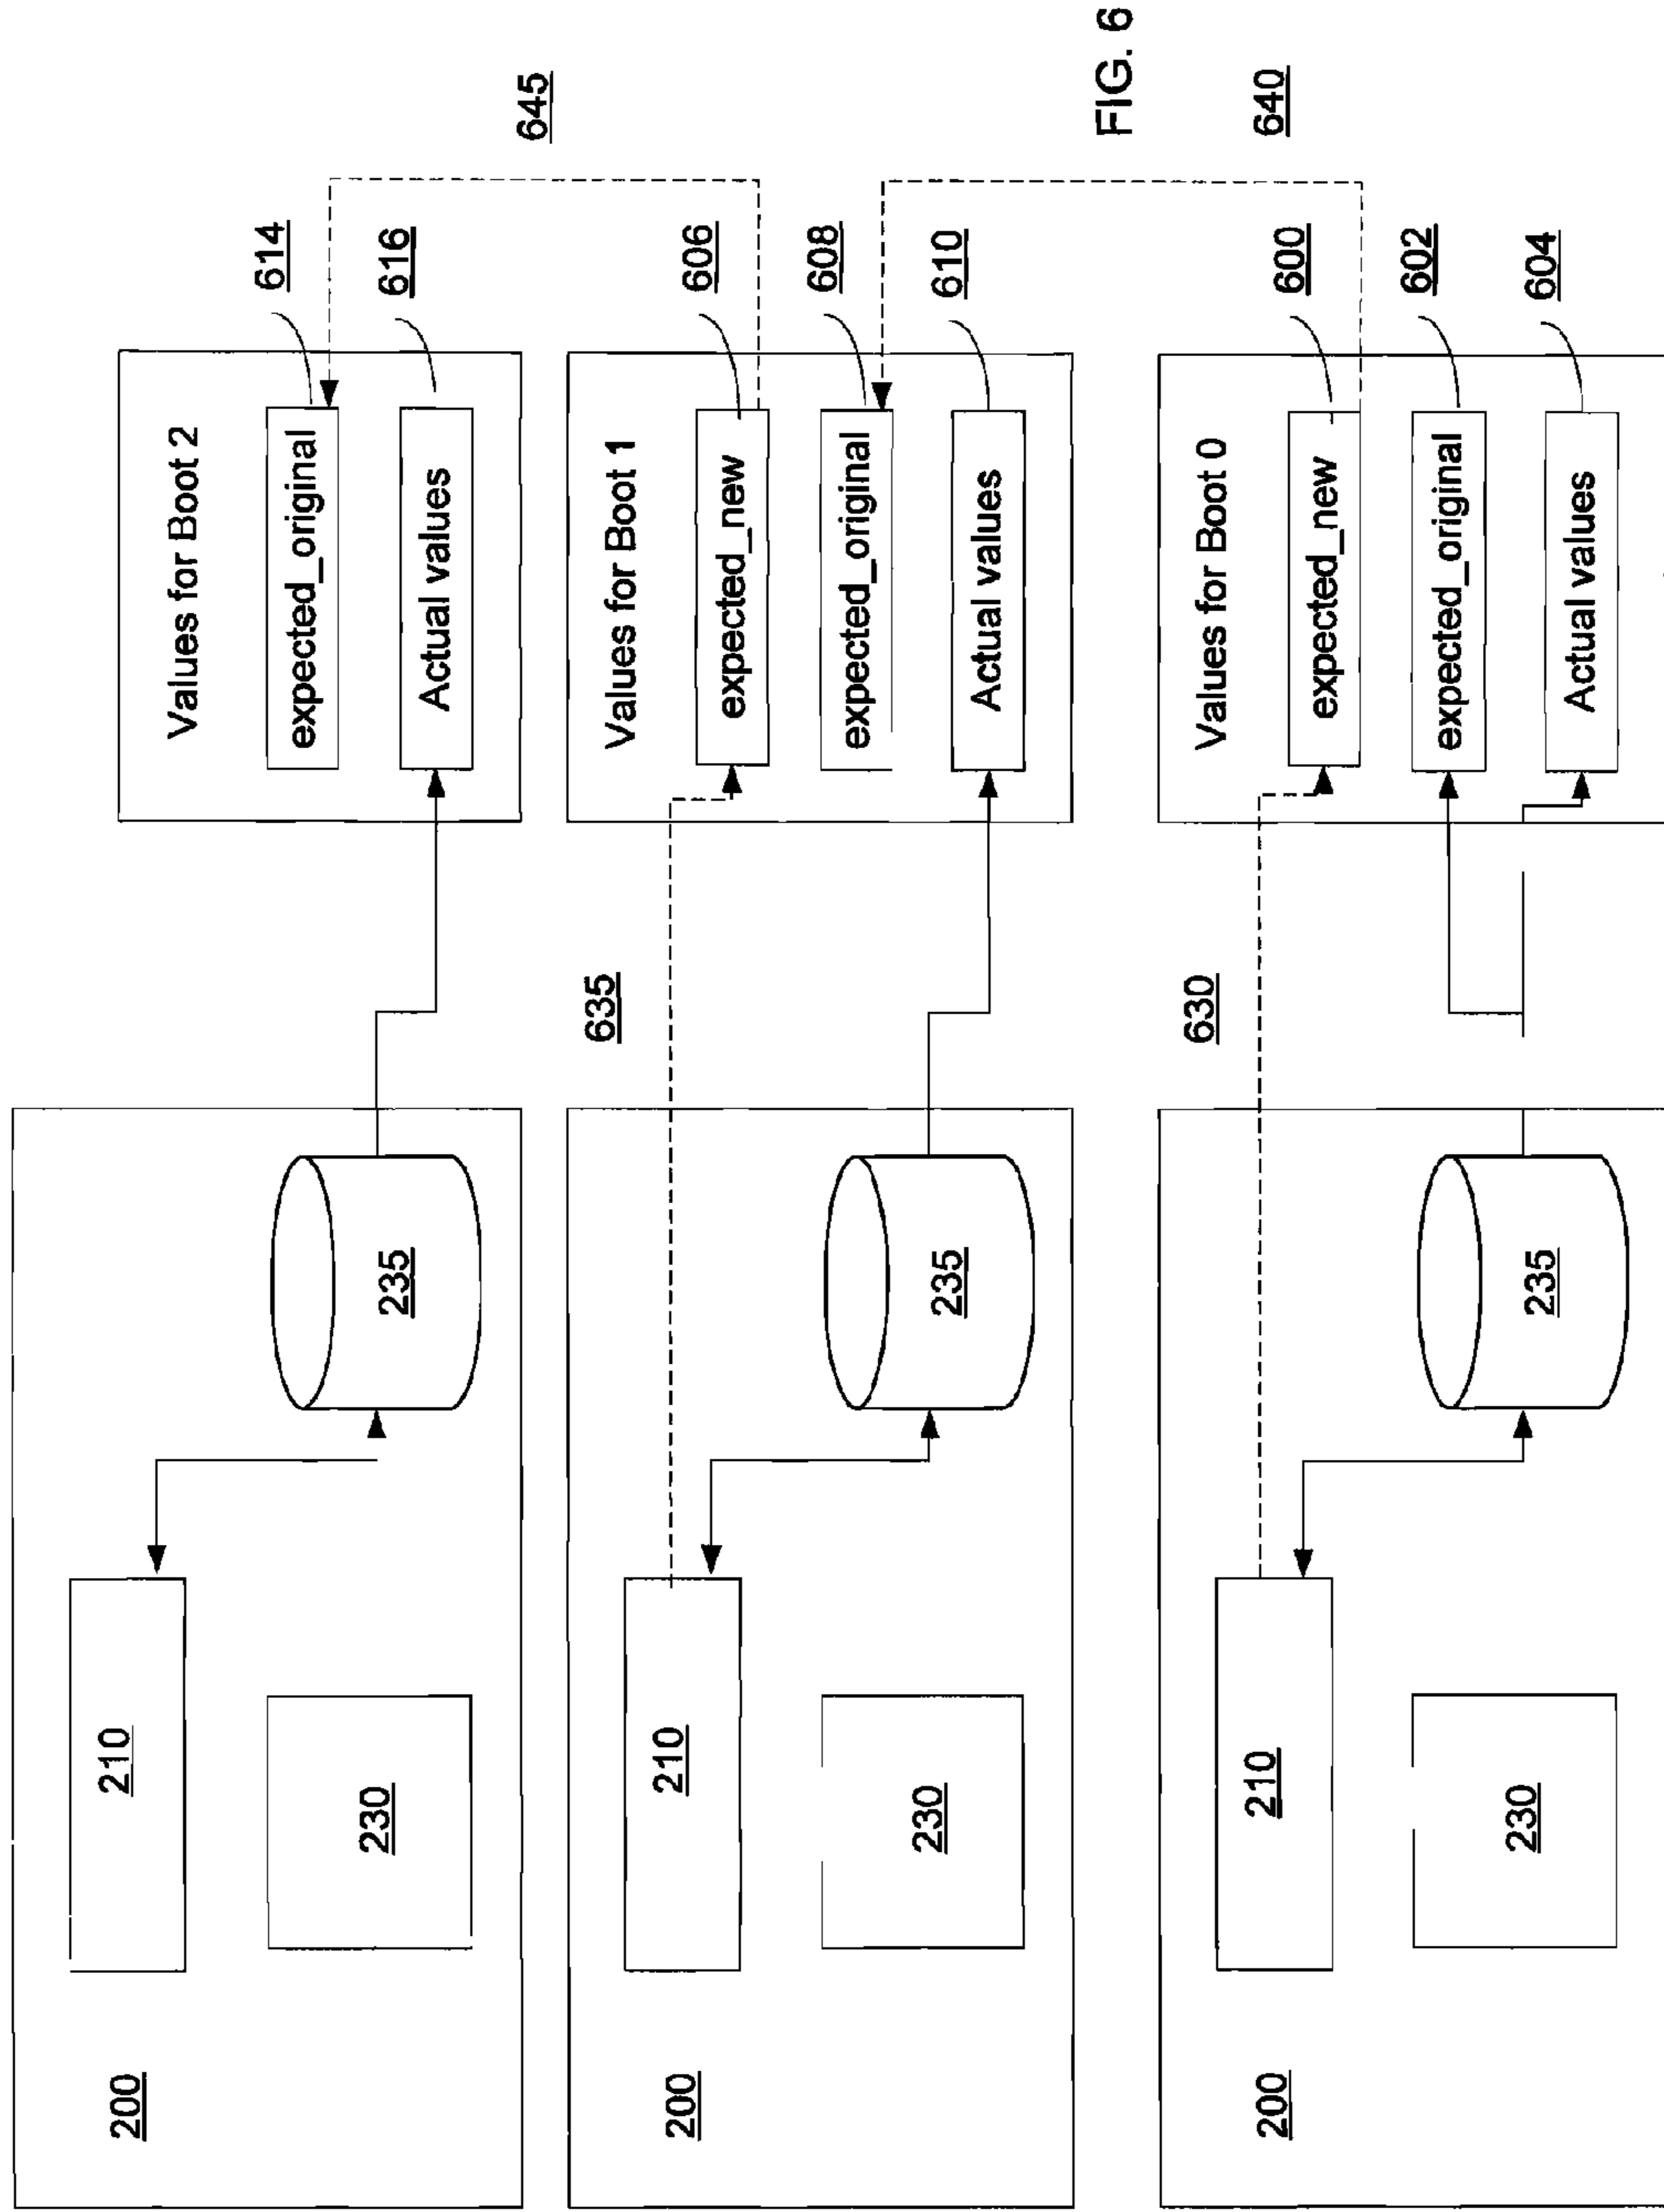 200
210
230
235
Values for Boot 2
expected_original
Actual values
614
616
645
200
210
230
235
635
Values for Boot 1
expected_new
expected_original
Actual values
606
608
610
640
200
210
230
235
630
Values for Boot 0
expected_new
expected_original
Actual values
600
602
604
FIG. 6